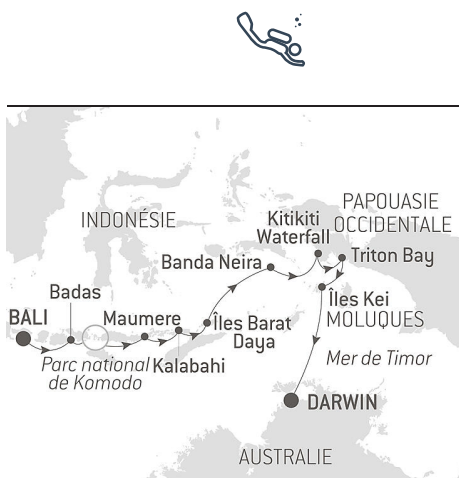 PAPOUASIE
OCCIDENTALE
INDONÉSIE
Kitikiti
Waterfall
Triton Bay
Banda Neira
Badas
Îles Kei
BALI
Maumere
Îles Barat
Daya
MOLUQUES
Parc national
de Komodo
Kalabahi
Mer de Timor
DARWIN
AUSTRALIE